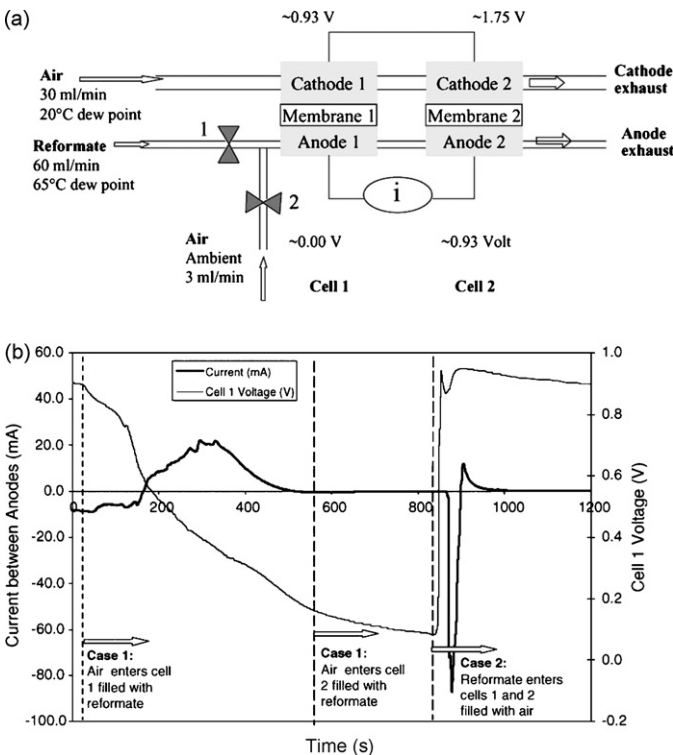 (a)
~0.93 V
~1.75 V
Air
30 ml/min
20°C dew point
Cathode 1
Cathode 2
Cathode
exhaust
Membrane 1
Membrane 2
Reformate
60 ml/min
65°C dew point
1
Anode 1
Anode 2
Anode
exhaust
2
i
Air
Ambient
3 ml/min
~0.00 V
~0.93 Volt
Cell 1
Cell 2
(b)
Current between Anodes (mA)
60.0
40.0
20.0
0.0
-20.0
-40.0
-60.0
-80.0
-100.0
Current (mA)
Cell 1 Voltage (V)
0
200
400
600
800
1000
1200
Case 1:
Air enters cell
1 filled with
reformate
Case 1:
Air enters cell
2 filled with
reformate
Case 2:
Reformate enters
cells 1 and 2
filled with air
1.0
0.8
0.6
0.4
0.2
0.0
-0.2
Cell 1 Voltage (V)
Time (s)